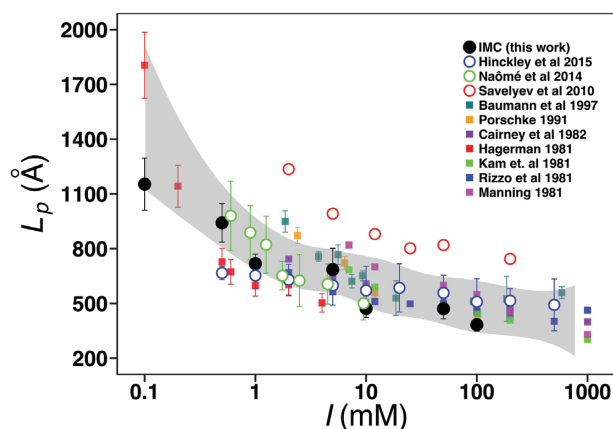 2000
1700
1400
1100
800
500
200
Lp (Å)
IMC (this work)
Hinckley et al 2015
Naômé et al 2014
Savelyev et al 2010
Baumann et al 1997
Porschke 1991
Cairney et al 1982
Hagerman 1981
Kam et. al 1981
Rizzo et al 1981
Manning 1981
0.1 1 10 100 1000
I (mM)